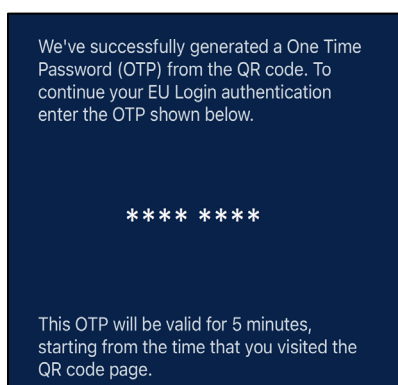 We've successfully generated a One Time
Password (OTP) from the QR code. To
continue your EU Login authentication
enter the OTP shown below.
**** ****
This OTP will be valid for 5 minutes,
starting from the time that you visited the
QR code page.